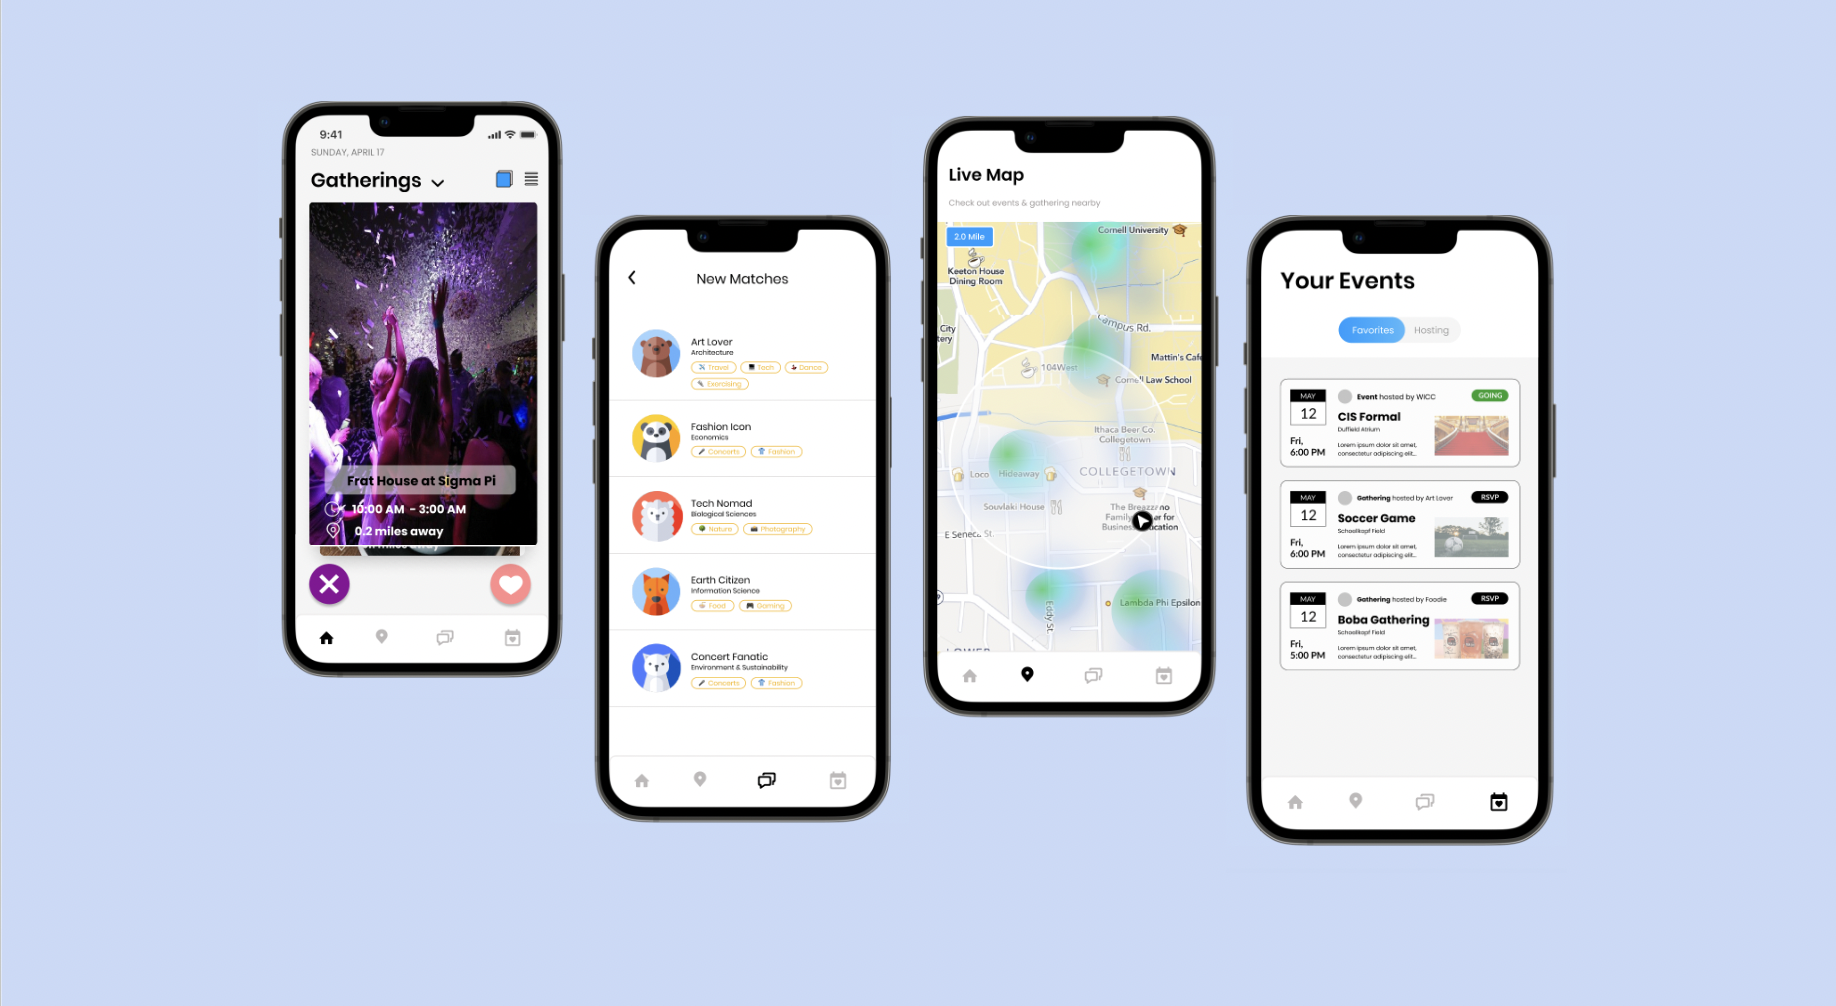 9:41
SUNDAY, APRIL 17
Gatherings
Frat House at Sigma Pi
10:00 AM - 3:00 AM
0.2 miles away
miles away
New Matches
Art Lover
Architecture
Travel
Tech
Dance
Exercising
Fashion Icon
Economics
Concerts
Fashion
Tech Nomad
Biological Sciences
Nature
Photography
Earth Citizen
Information Science
Food
Gaming
Concert Fanatic
Environment & Sustainability
Concerts
Fashion
Live Map
Check out events & gathering nearby
2.0 Mile
Cornell University
Keeton House
Dining Room
City
tery
Campus Rd.
Mattin's Cafe
104West
Cornell Law School
Ithaca Beer Co.
Collegetown
Loco
Hideaway
COLLEGETOWN
Souvlaki House
The Breazzano
Family
er for
Business
cation
E Seneca St.
Eddy St.
Lambda Phi Epsilon
LOWER
Your Events
Favorites
Hosting
MAY
12
Fri,
6:00 PM
Event hosted by WICC
GOING
CIS Formal
Duffield Atrium
Lorem ipsum dolor sit amet,
consectetur adipiscing elit...
MAY
12
Fri,
6:00 PM
Gathering hosted by Art Lover
RSVP
Soccer Game
Schoellkopf Field
Lorem ipsum dolor sit amet,
consectetur adipiscing elit...
MAY
12
Fri,
5:00 PM
Gathering hosted by Foodie
RSVP
Boba Gathering
Schoellkopf Field
Lorem ipsum dolor sit amet,
consectetur adipiscing elit...